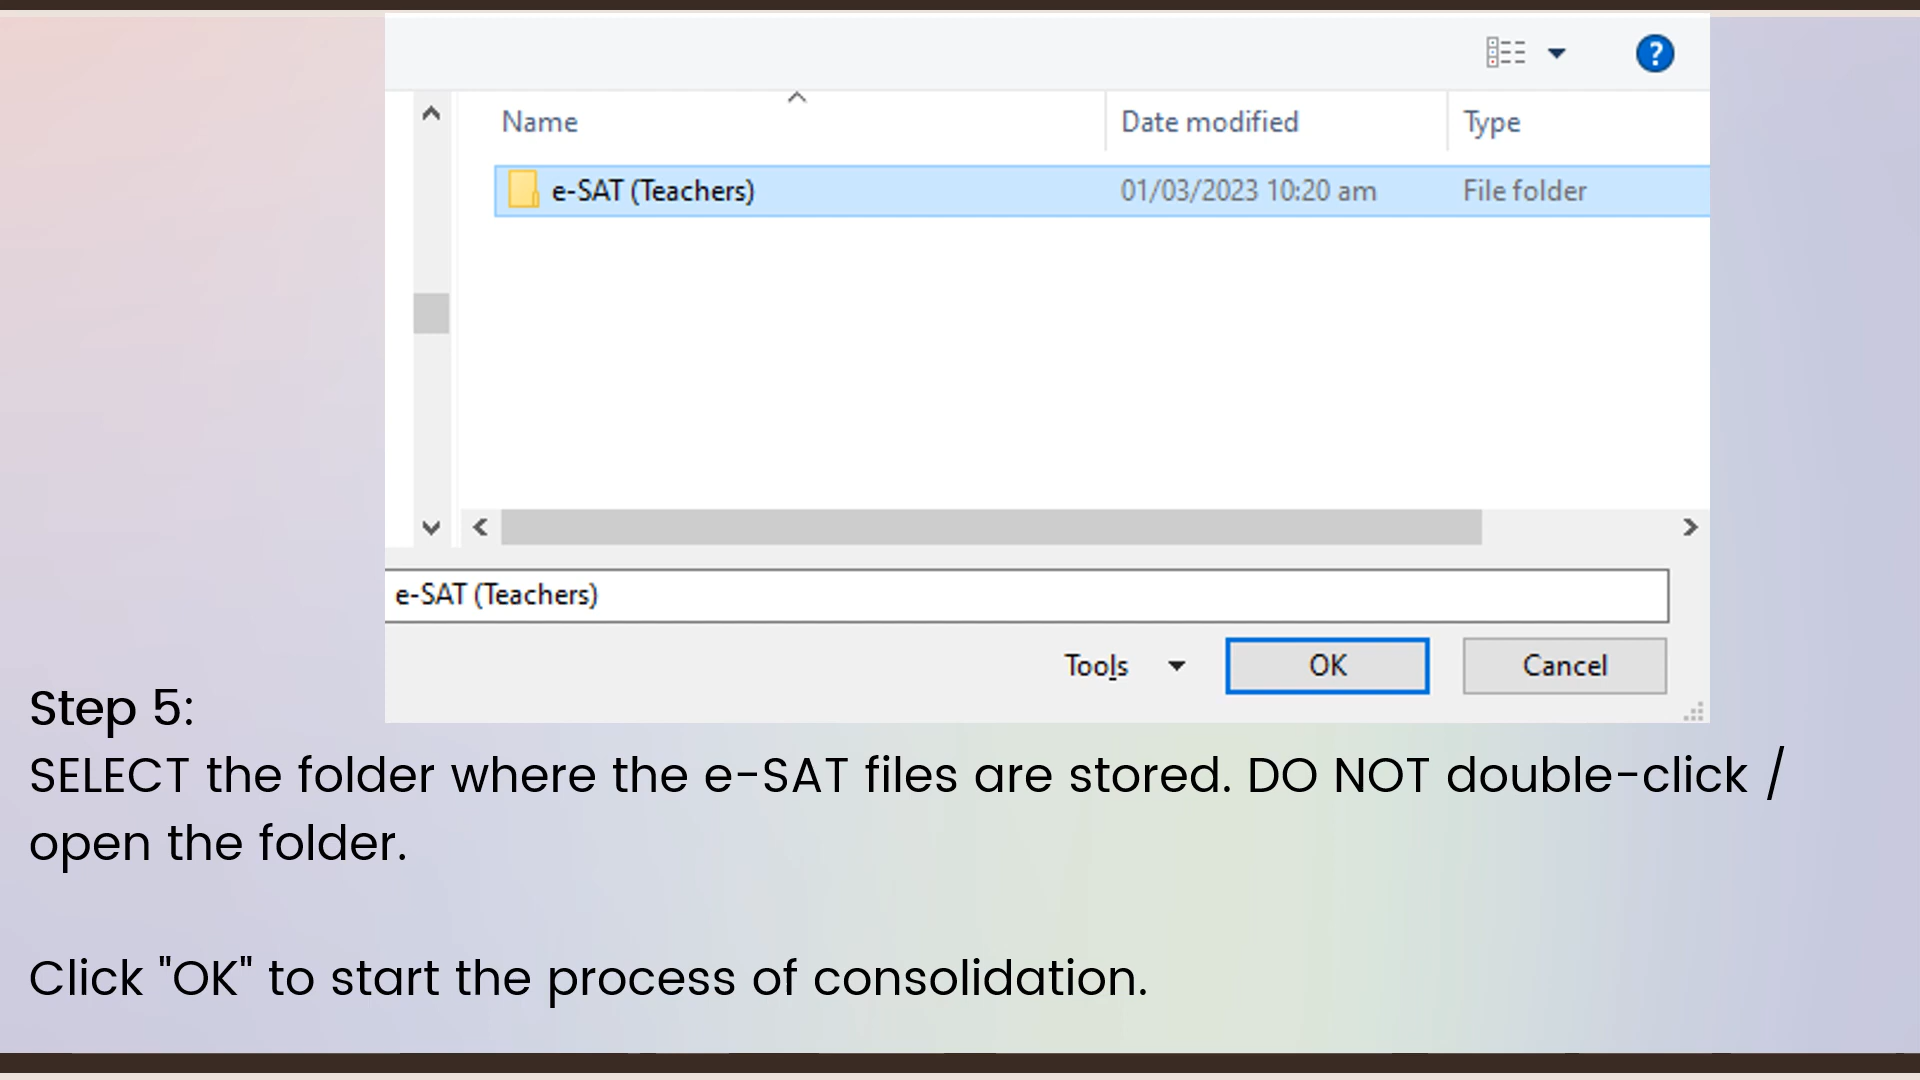 ?
Name
Date modified
Type
e-SAT (Teachers)
01/03/2023 10:20 am
File folder
e-SAT (Teachers)
Tools
OK
Cancel
Step 5:
SELECT the folder where the e-SAT files are stored. DO NOT double-click /
open the folder.
Click "OK" to start the process of consolidation.